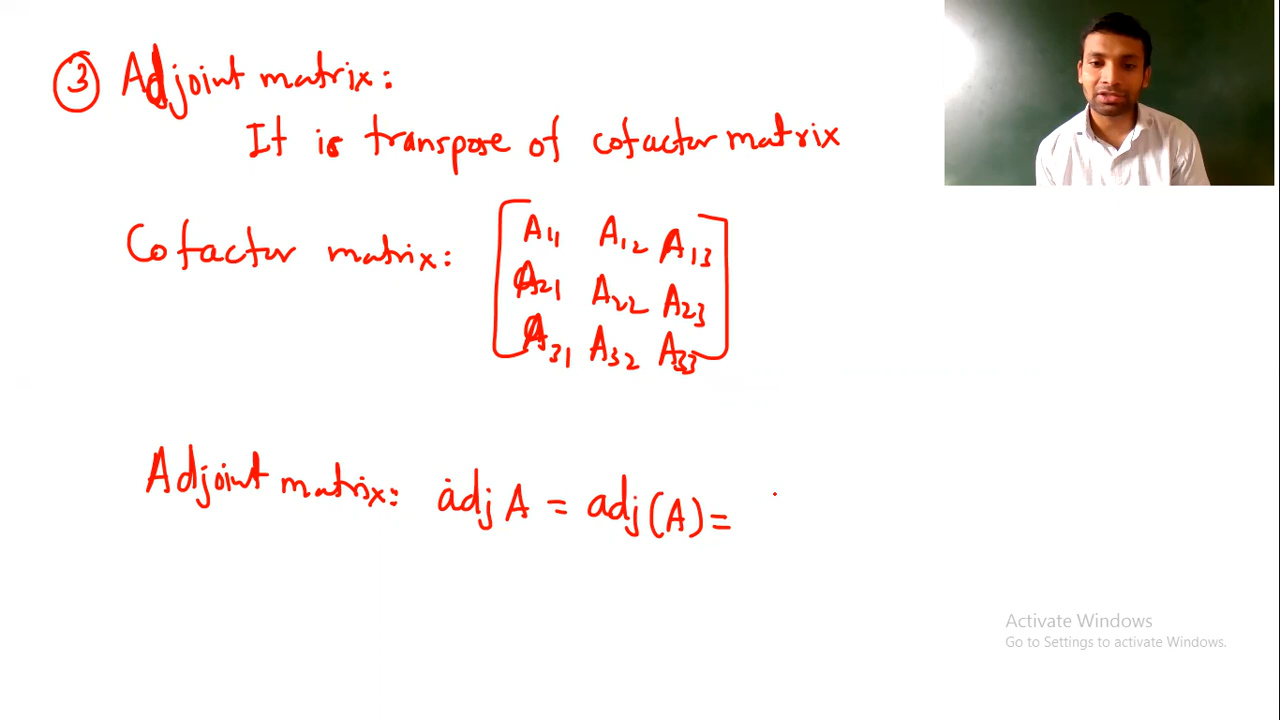 ③ Adjoint matrix:
It is transpose of cofactor matrix
Cofactor matrix: [A11 A12 A13
A21 A22 A23
A31 A32 A33]
Adjoint matrix: adj A = adj(A) =
Activate Windows
Go to Settings to activate Windows.